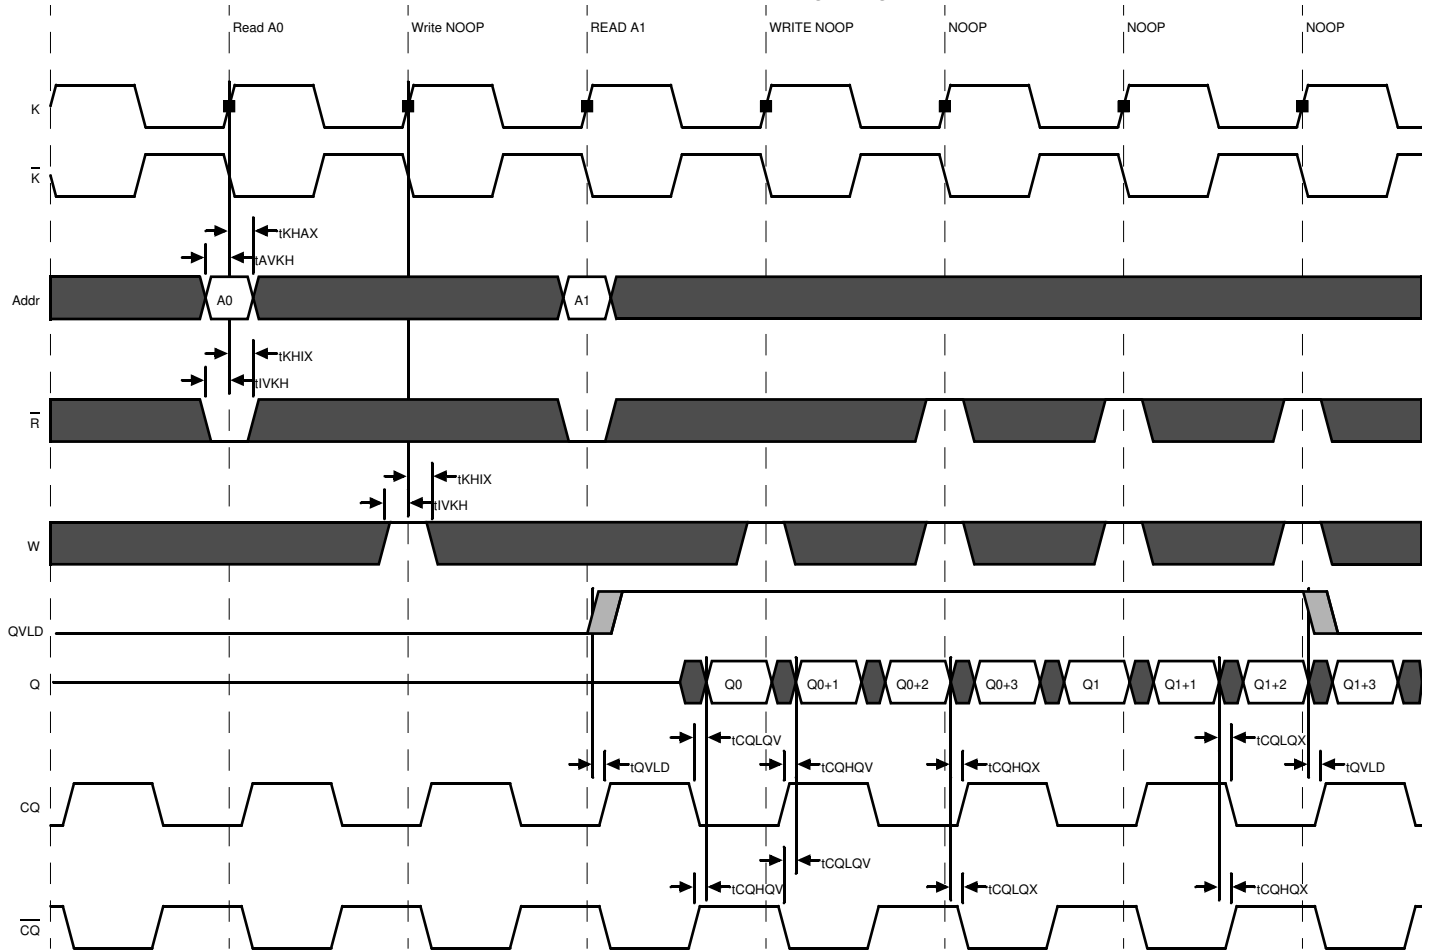 Read A0 Write NOOP READ A1 WRITE NOOP NOOP NOOP NOOP
K
K
tKHAX
tAVKH
Addr A0 A1
tKHIX
tIVKH
R
tKHIX
tIVKH
W
QVLD
Q Q0 Q0+1 Q0+2 Q0+3 Q1 Q1+1 Q1+2 Q1+3
tCQLQV tCQLQX
tQVLD tCQHQV tCQHQX tQVLD
CQ
tCQLQV
tCQHQV tCQLQX tCQHQX
CQ